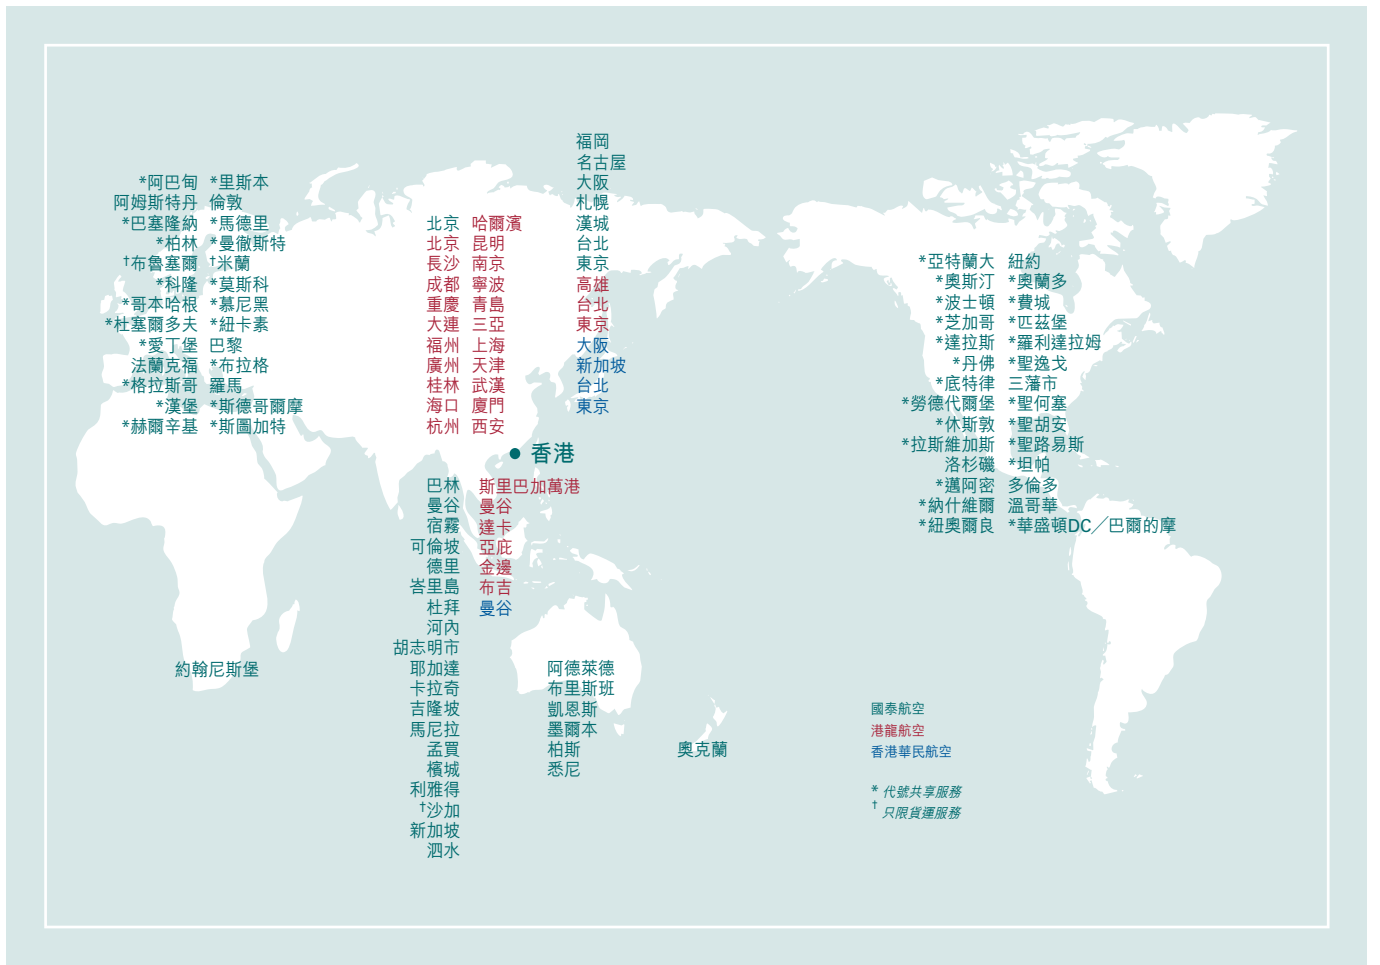 *阿巴甸 *里斯本
阿姆斯特丹 倫敦
*巴塞隆納 *馬德里
*柏林 *曼徹斯特
†布魯塞爾 †米蘭
*科隆 *莫斯科
*哥本哈根 *慕尼黑
*杜塞爾多夫 *紐卡素
*愛丁堡 巴黎
法蘭克福 *布拉格
*格拉斯哥 羅馬
*漢堡 *斯德哥爾摩
*赫爾辛基 *斯圖加特
約翰尼斯堡
北京 哈爾濱
北京 昆明
長沙 南京
成都 寧波
重慶 青島
大連 三亞
福州 上海
廣州 天津
桂林 武漢
海口 廈門
杭州 西安
福岡
名古屋
大阪
札幌
漢城
台北
東京
高雄
台北
東京
大阪
新加坡
台北
東京
香港
巴林
曼谷
宿霧
可倫坡
德里
峇里島
杜拜
河內
胡志明市
耶加達
卡拉奇
吉隆坡
馬尼拉
孟買
檳城
利雅得
†沙加
新加坡
泗水
斯里巴加萬港
曼谷
達卡
亞庇
金邊
布吉
曼谷
阿德萊德
布里斯班
凱恩斯
墨爾本
柏斯
悉尼
奧克蘭
*亞特蘭大 紐約
*奧斯汀 *奧蘭多
*波士頓 *費城
*芝加哥 *匹茲堡
*達拉斯 *羅利達拉姆
*丹佛 *聖逸戈
*底特律 三藩市
*勞德代爾堡 *聖何塞
*休斯敦 *聖胡安
*拉斯維加斯 *聖路易斯
洛杉磯 *坦帕
*邁阿密 多倫多
*納什維爾 溫哥華
*紐奧爾良 *華盛頓DC／巴爾的摩
國泰航空
港龍航空
香港華民航空
* 代號共享服務
† 只限貨運服務